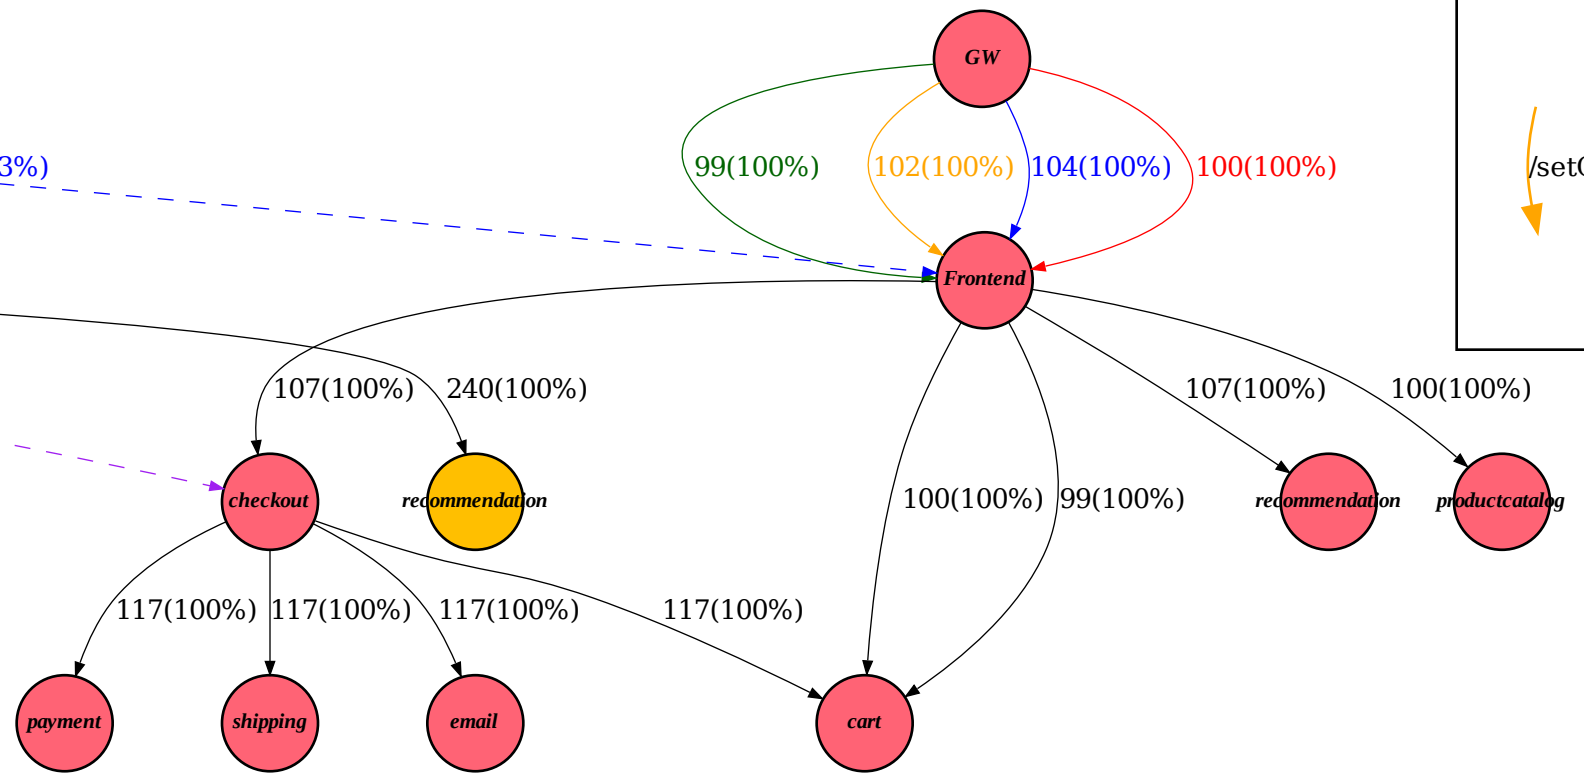 GW
3%)
99(100%)
102(100%)
104(100%)
100(100%)
Frontend
107(100%)
240(100%)
107(100%)
100(100%)
checkout
recommendation
100(100%)
99(100%)
recommendation
productcatalog
117(100%)
117(100%)
117(100%)
117(100%)
payment
shipping
email
cart